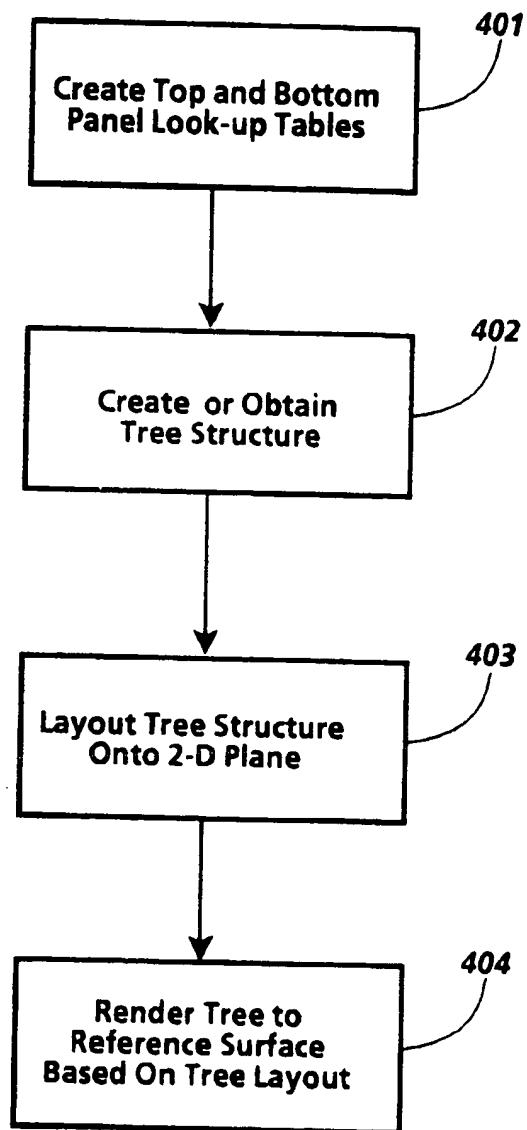 401
Create Top and Bottom
Panel Look-up Tables
402
Create or Obtain
Tree Structure
403
Layout Tree Structure
Onto 2-D Plane
404
Render Tree to
Reference Surface
Based On Tree Layout